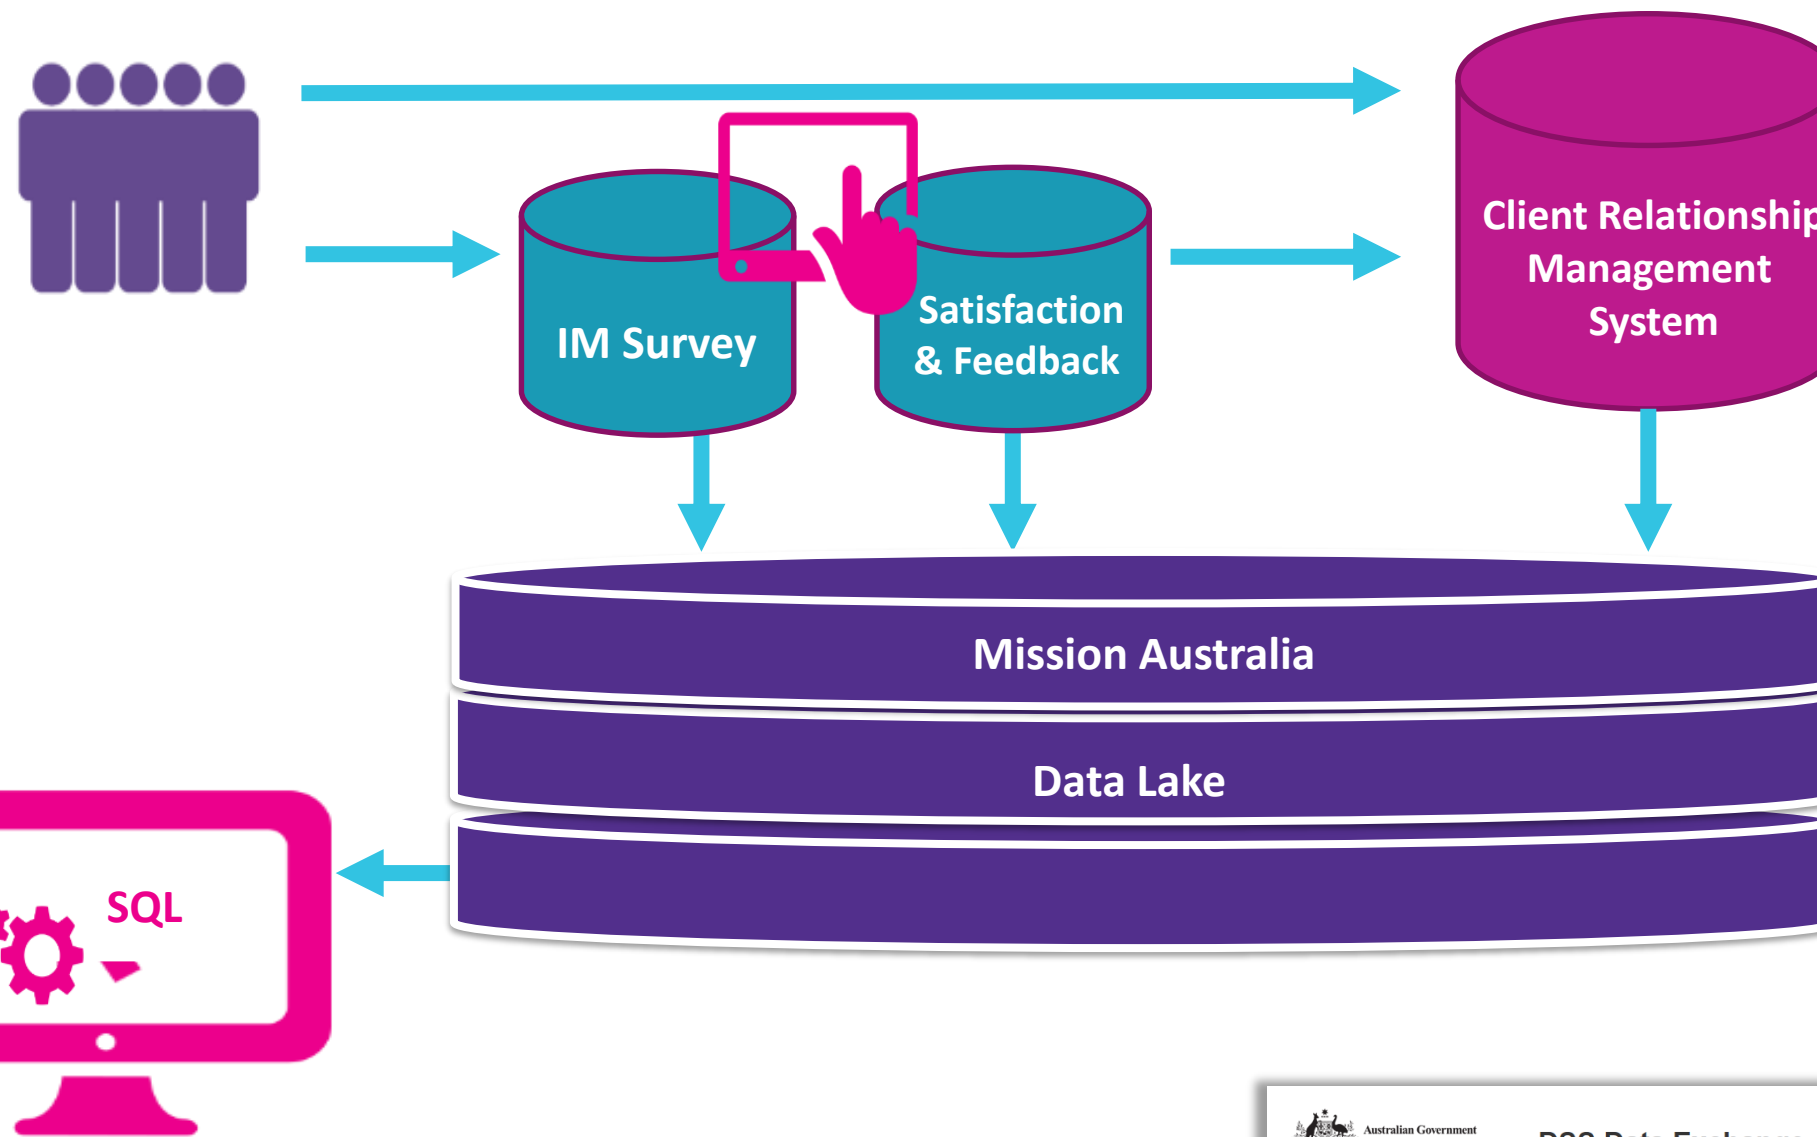 Client Relationship
Management
System
IM Survey
Satisfaction
& Feedback
Mission Australia
Data Lake
SQL
Australian Government